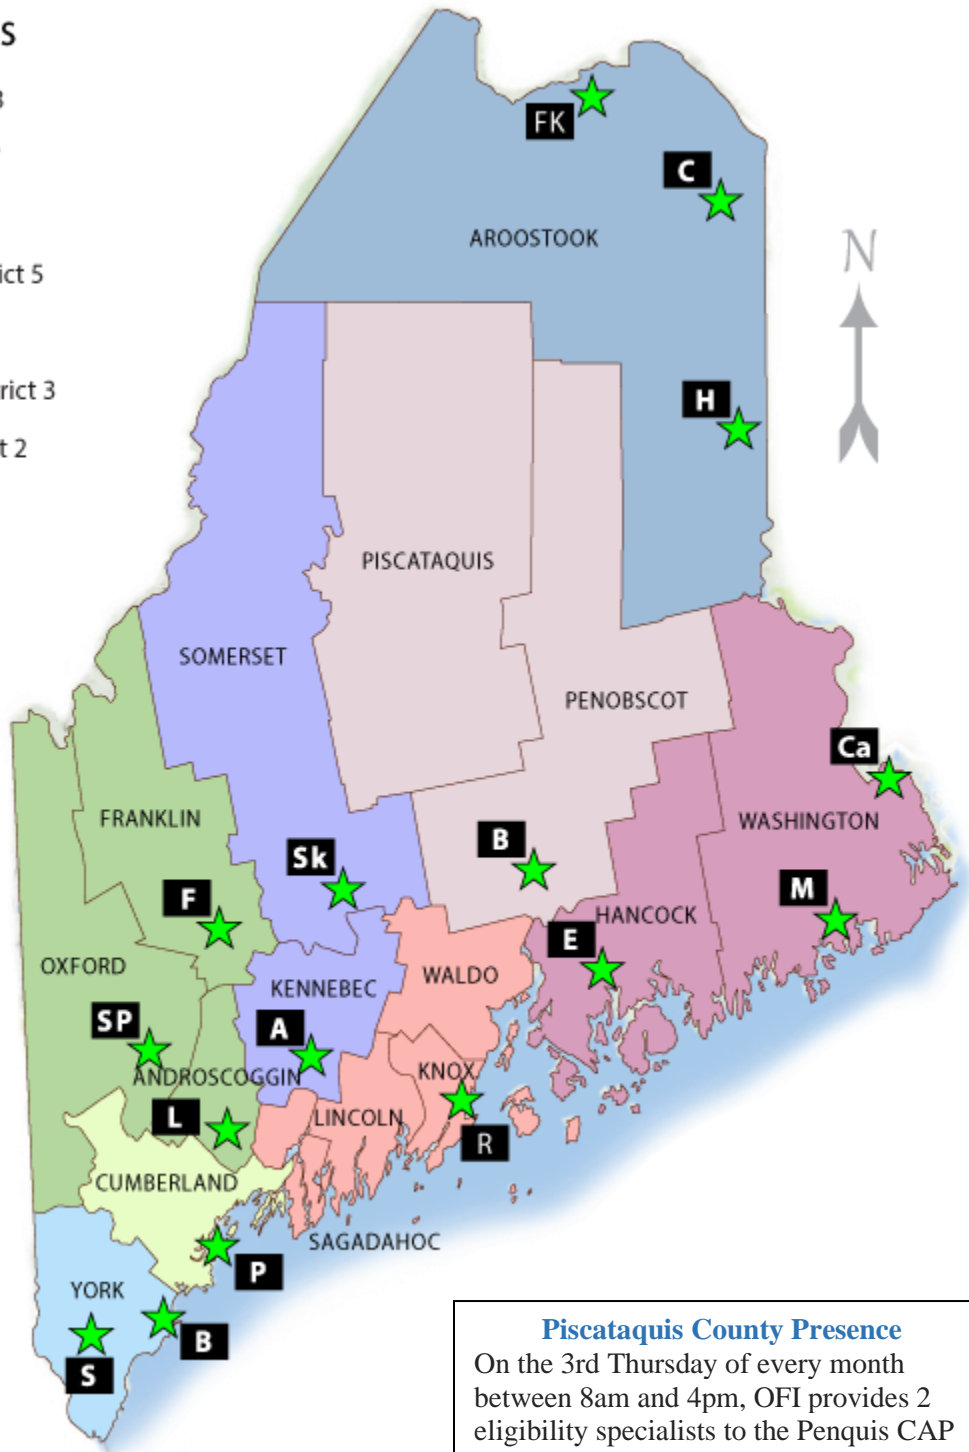 S
ict 5
rict 3
t 2
FK
C
AROOSTOOK
N
H
PISCATAQUIS
SOMERSET
PENOBSCOT
Ca
FRANKLIN
WASHINGTON
B
Sk
M
F
HANCOCK
E
OXFORD
WALDO
KENNEBEC
SP
A
KNOX
ANDROSCOGGIN
L
LINCOLN
R
CUMBERLAND
SAGADAHOC
P
YORK
B
S
Piscataquis County Presence
On the 3rd Thursday of every month
between 8am and 4pm, OFI provides 2
eligibility specialists to the Penquis CAP